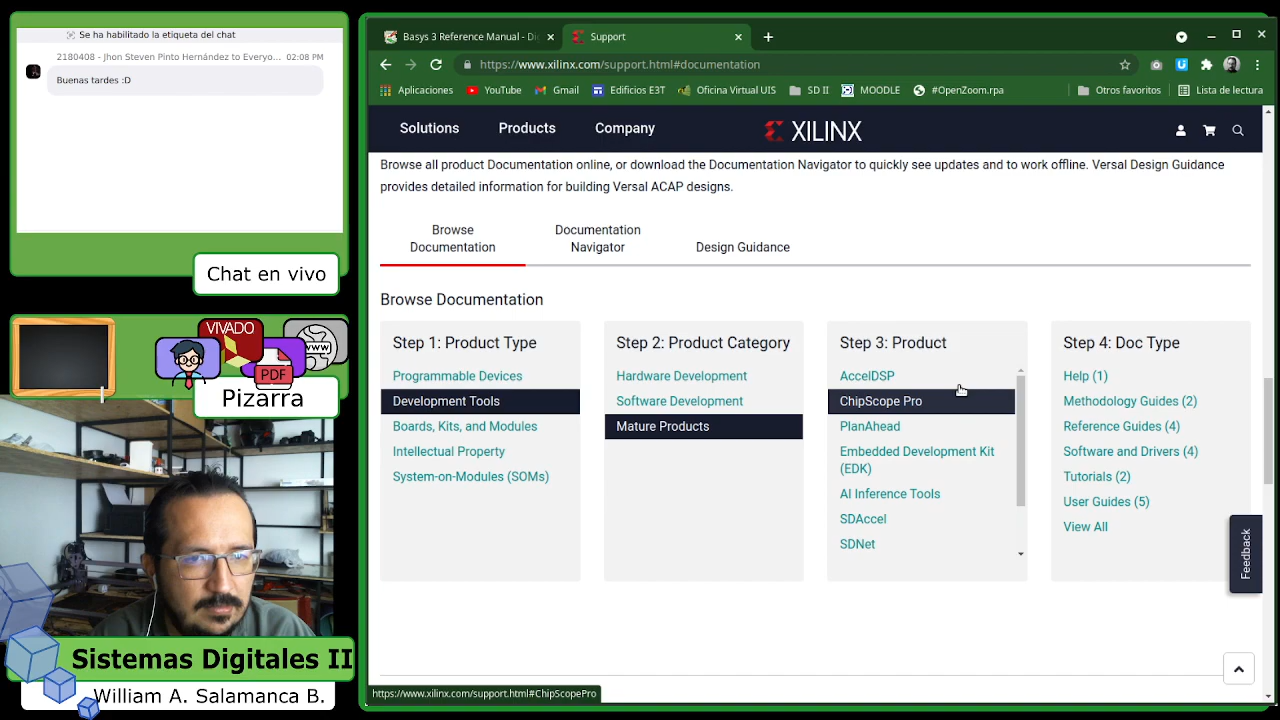 Se ha habilitado la etiqueta del chat
2180408 - Jhon Steven Pinto Hernández to Everyo... 02:08 PM
Buenas tardes :D
Chat en vivo
VIVADO
WWW
PDF
Pizarra
Sistemas Digitales II
William A. Salamanca B.
Basys 3 Reference Manual - Di
Support
https://www.xilinx.com/support.html#documentation
Aplicaciones
YouTube
Gmail
Edificios E3T
Oficina Virtual UIS
SD II
MOODLE
#OpenZoom.rpa
Otros favoritos
Lista de lectura
Solutions
Products
Company
XILINX
Browse all product Documentation online, or download the Documentation Navigator to quickly see updates and to work offline. Versal Design Guidance
provides detailed information for building Versal ACAP designs.
Browse
Documentation
Documentation
Navigator
Design Guidance
Browse Documentation
Step 1: Product Type
Programmable Devices
Development Tools
Boards, Kits, and Modules
Intellectual Property
System-on-Modules (SOMs)
Step 2: Product Category
Hardware Development
Software Development
Mature Products
Step 3: Product
AccelDSP
ChipScope Pro
PlanAhead
Embedded Development Kit
(EDK)
AI Inference Tools
SDAccel
SDNet
Step 4: Doc Type
Help (1)
Methodology Guides (2)
Reference Guides (4)
Software and Drivers (4)
Tutorials (2)
User Guides (5)
View All
Feedback
https://www.xilinx.com/support.html#ChipScopePro